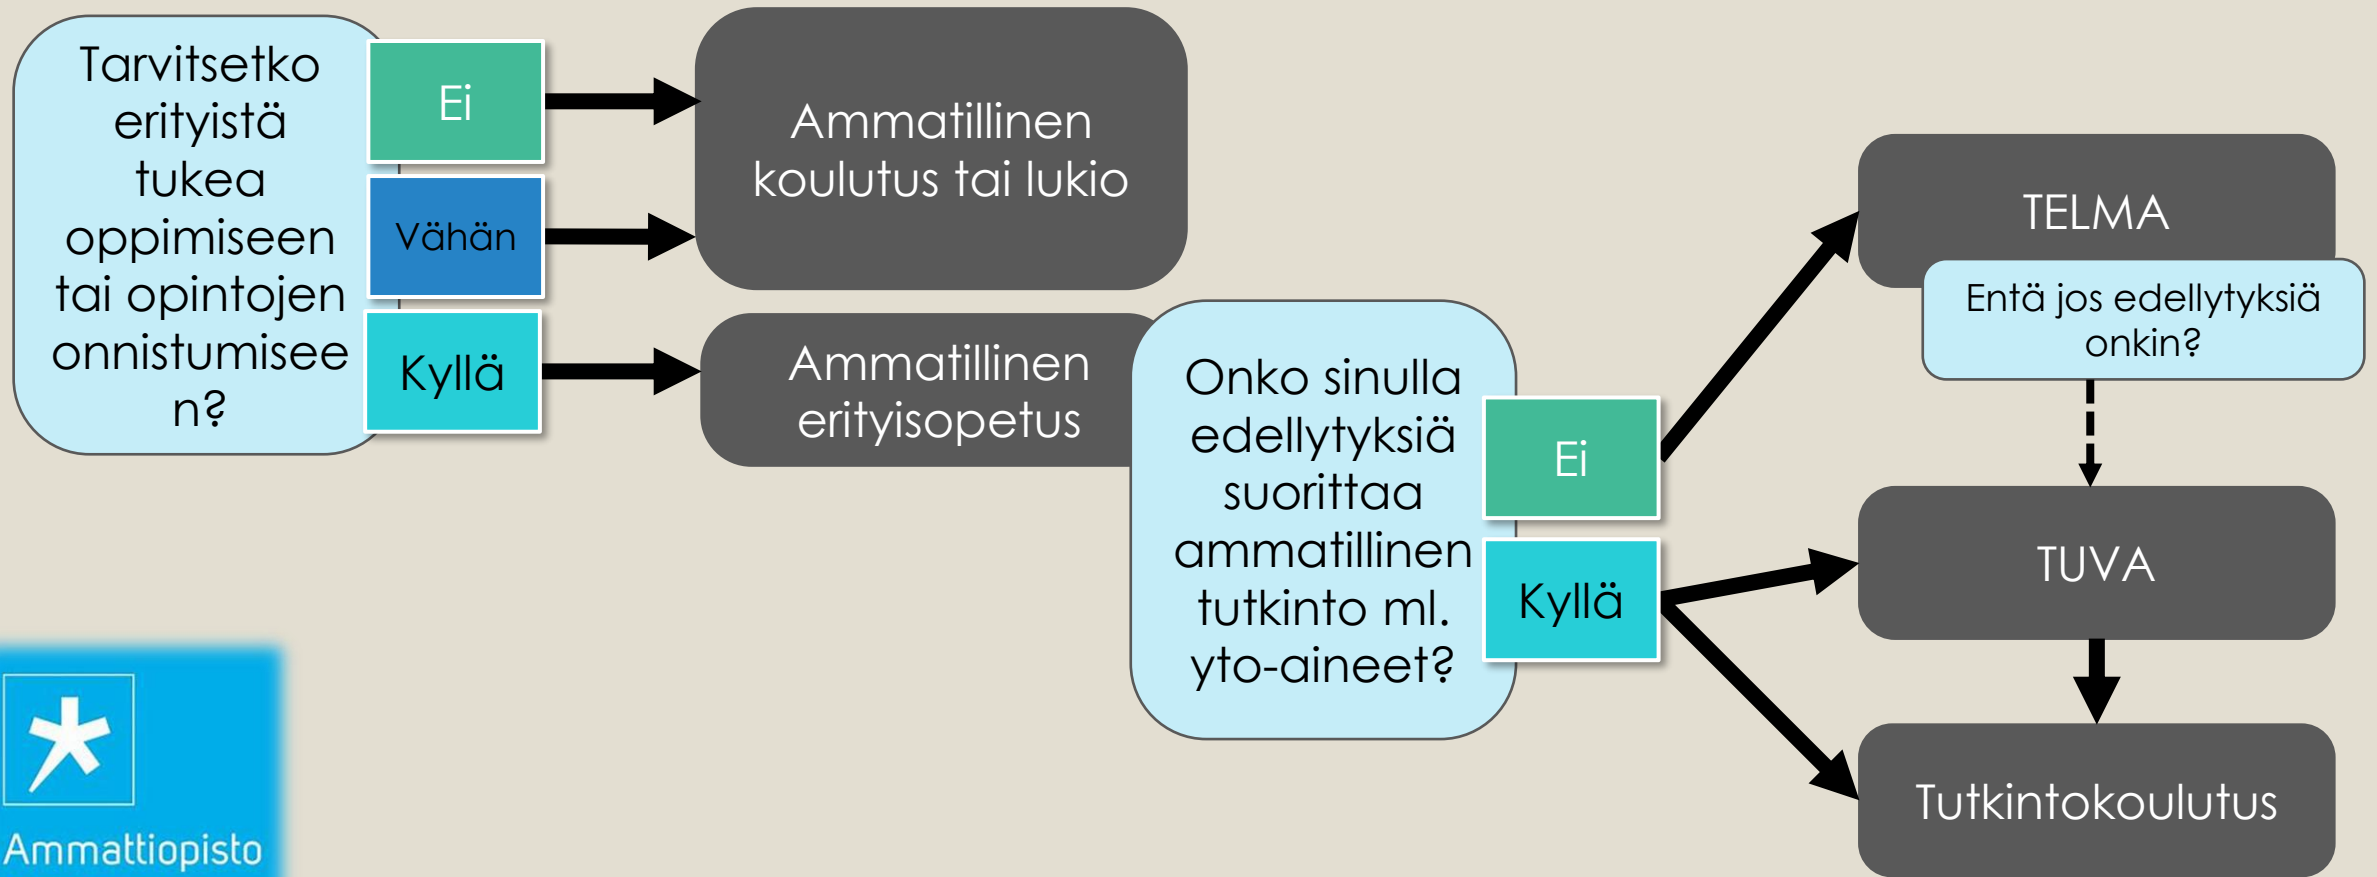 Tarvitsetko
erityistä
tukea
oppimiseen
tai opintojen
onnistumisee
n?
Ei
Vähän
Kyllä
Ammatillinen
koulutus tai lukio
Ammatillinen
erityisopetus
Onko sinulla
edellytyksiä
suorittaa
ammatillinen
tutkinto ml.
yto-aineet?
Ei
Kyllä
TELMA
Entä jos edellytyksiä
onkin?
TUVA
Tutkintokoulutus
Ammattiopisto